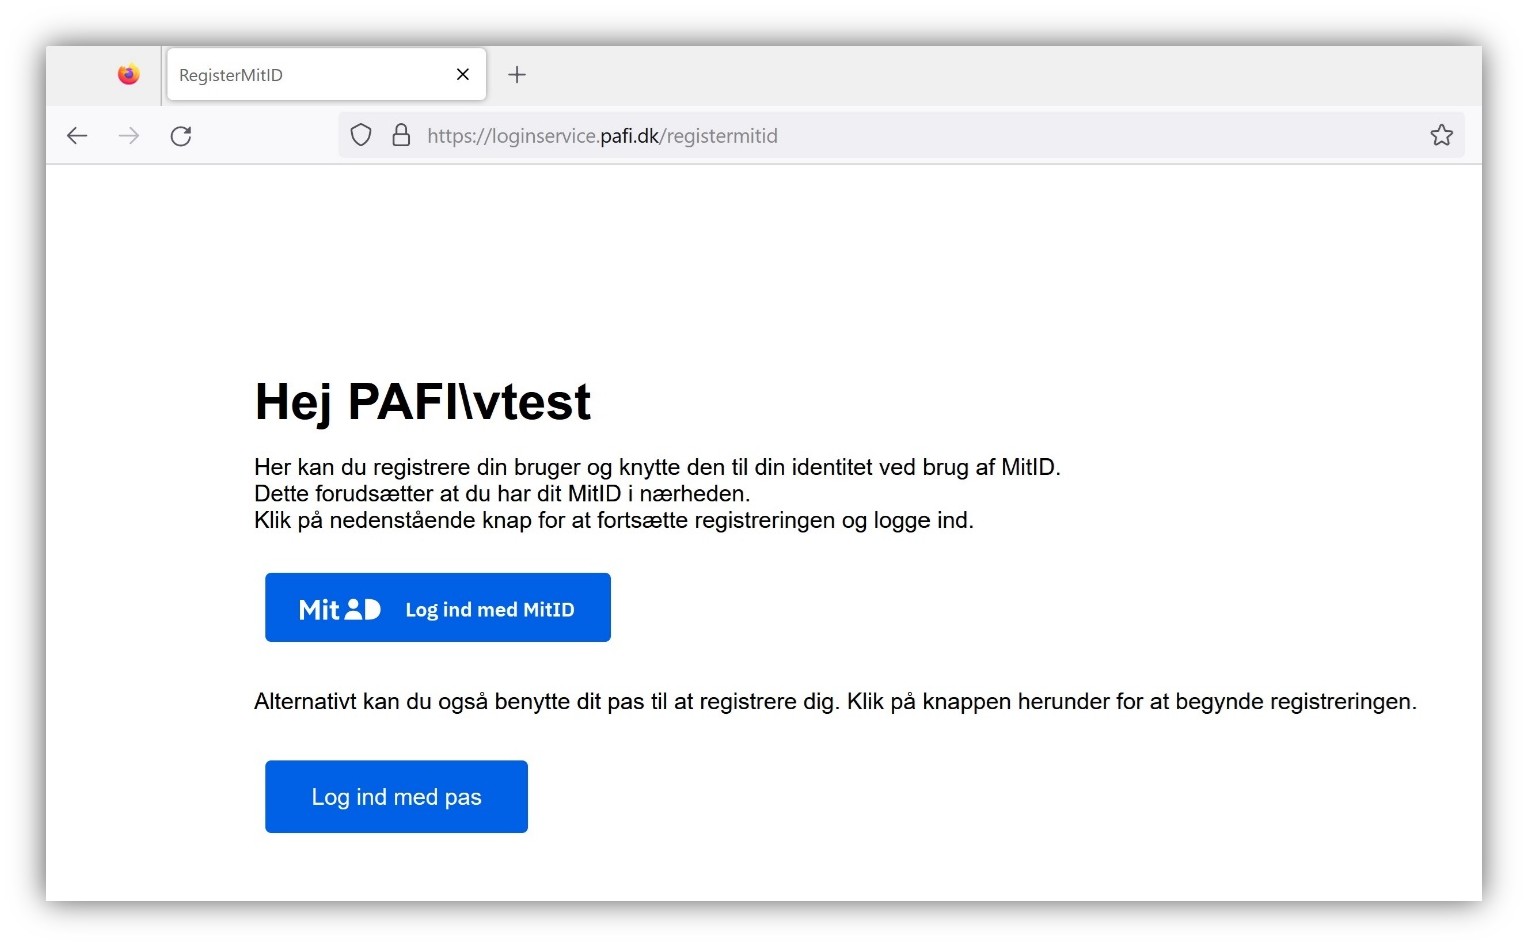 RegisterMitID
https://loginservice.pafi.dk/registermitid
Hej PAFI\vtest
Her kan du registrere din bruger og knytte den til din identitet ved brug af MitID.
Dette forudsætter at du har dit MitID i nærheden.
Klik på nedenstående knap for at fortsætte registreringen og logge ind.
Mit ID Log ind med MitID
Alternativt kan du også benytte dit pas til at registrere dig. Klik på knappen herunder for at begynde registreringen.
Log ind med pas